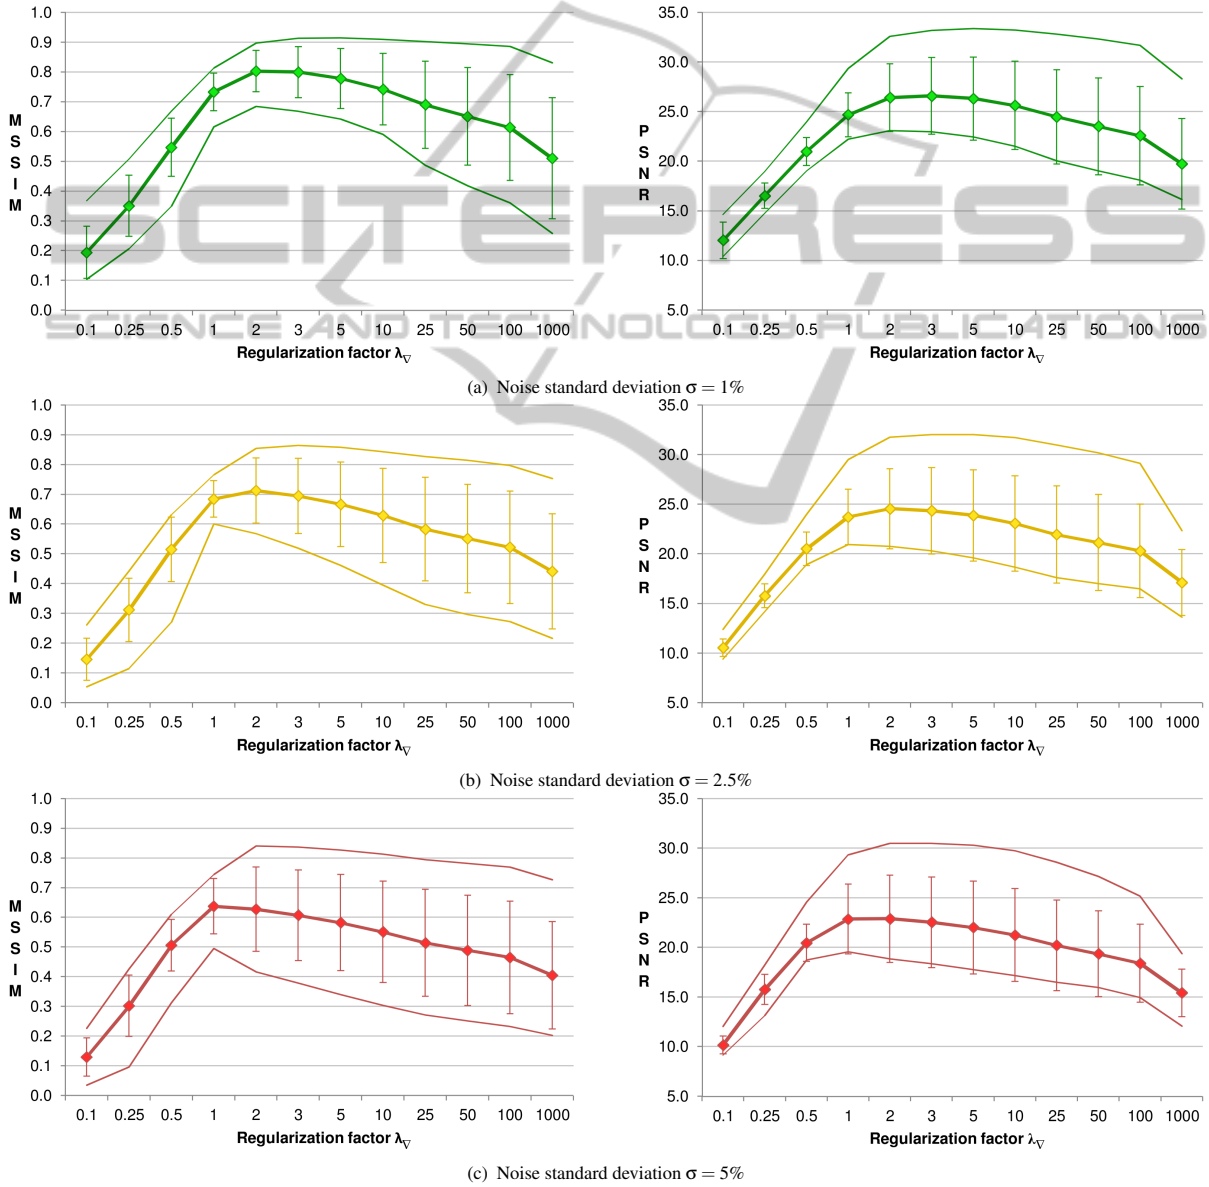 1.0
0.9
0.8
0.7
0.6
0.5
0.4
0.3
0.2
0.1
0.0
M
S
S
I
M
0.1 0.25 0.5 1 2 3 5 10 25 50 100 1000
Regularization factor λ∇
35.0
30.0
25.0
20.0
15.0
10.0
5.0
P
S
N
R
0.1 0.25 0.5 1 2 3 5 10 25 50 100 1000
Regularization factor λ∇
SCITEPRESS
SCIENCE AND TECHNOLOGY PUBLICATIONS
(a) Noise standard deviation σ = 1%
1.0
0.9
0.8
0.7
0.6
0.5
0.4
0.3
0.2
0.1
0.0
M
S
S
I
M
0.1 0.25 0.5 1 2 3 5 10 25 50 100 1000
Regularization factor λ∇
35.0
30.0
25.0
20.0
15.0
10.0
5.0
P
S
N
R
0.1 0.25 0.5 1 2 3 5 10 25 50 100 1000
Regularization factor λ∇
(b) Noise standard deviation σ = 2.5%
1.0
0.9
0.8
0.7
0.6
0.5
0.4
0.3
0.2
0.1
0.0
M
S
S
I
M
0.1 0.25 0.5 1 2 3 5 10 25 50 100 1000
Regularization factor λ∇
35.0
30.0
25.0
20.0
15.0
10.0
5.0
P
S
N
R
0.1 0.25 0.5 1 2 3 5 10 25 50 100 1000
Regularization factor λ∇
(c) Noise standard deviation σ = 5%